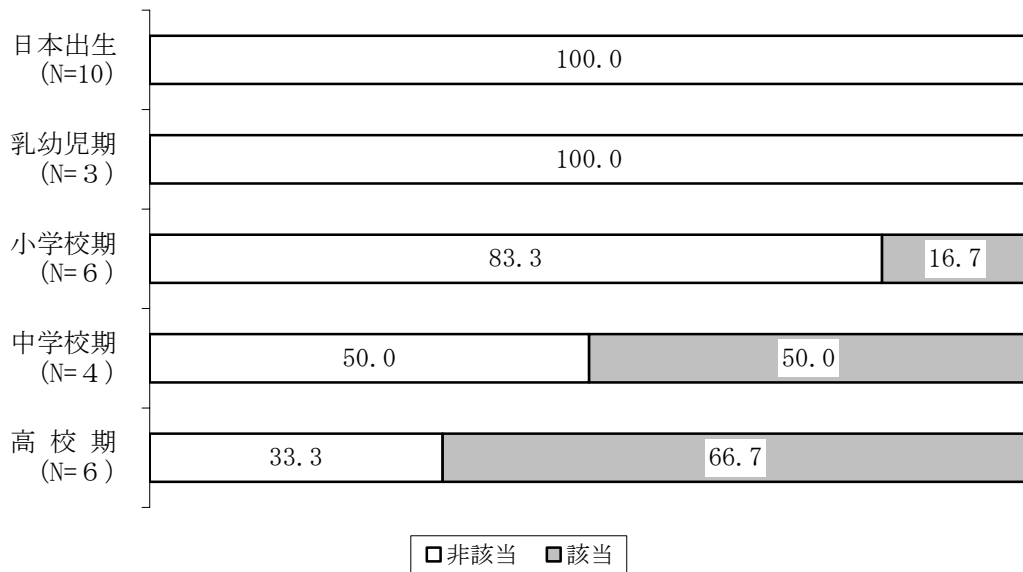 日本出生
(N=10)
100.0
乳幼児期
(N=３)
100.0
小学校期
(N=６)
83.3
16.7
中学校期
(N=４)
50.0
50.0
高 校 期
(N=６)
33.3
66.7
非該当 該当